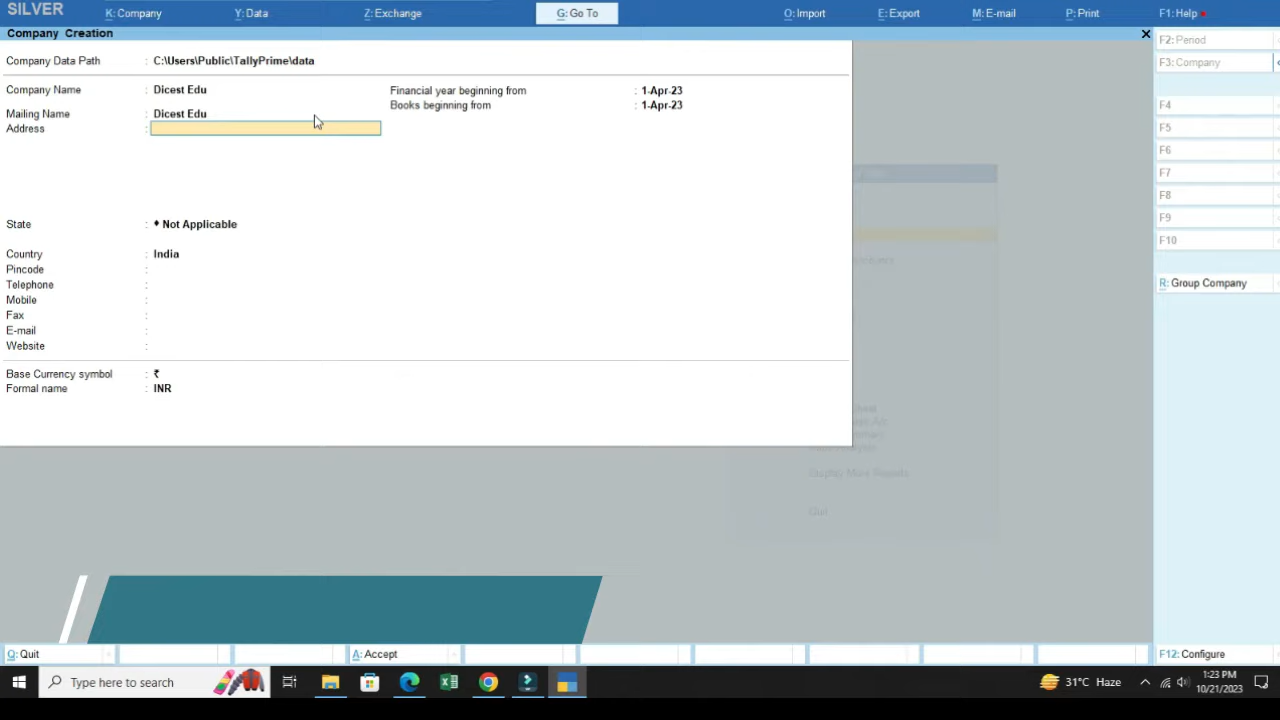 SILVER
K: Company
Y: Data
Z: Exchange
G: Go To
O: Import
E: Export
M: E-mail
P: Print
F1: Help
Company Creation
F2: Period
Company Data Path : C:\Users\Public\TallyPrime\data
F3: Company
Company Name : Dicest Edu
Financial year beginning from : 1-Apr-23
Books beginning from : 1-Apr-23
F4
Mailing Name : Dicest Edu
Address :
F5
F6
F7
F8
F9
State : ♦ Not Applicable
F10
Country : India
Pincode :
Telephone :
R: Group Company
Mobile :
Fax :
E-mail :
Website :
Base Currency symbol : ₹
Formal name : INR
Display More Reports
Quit
Q: Quit
A: Accept
F12: Configure
Type here to search
31°C Haze
1:23 PM
10/21/2023